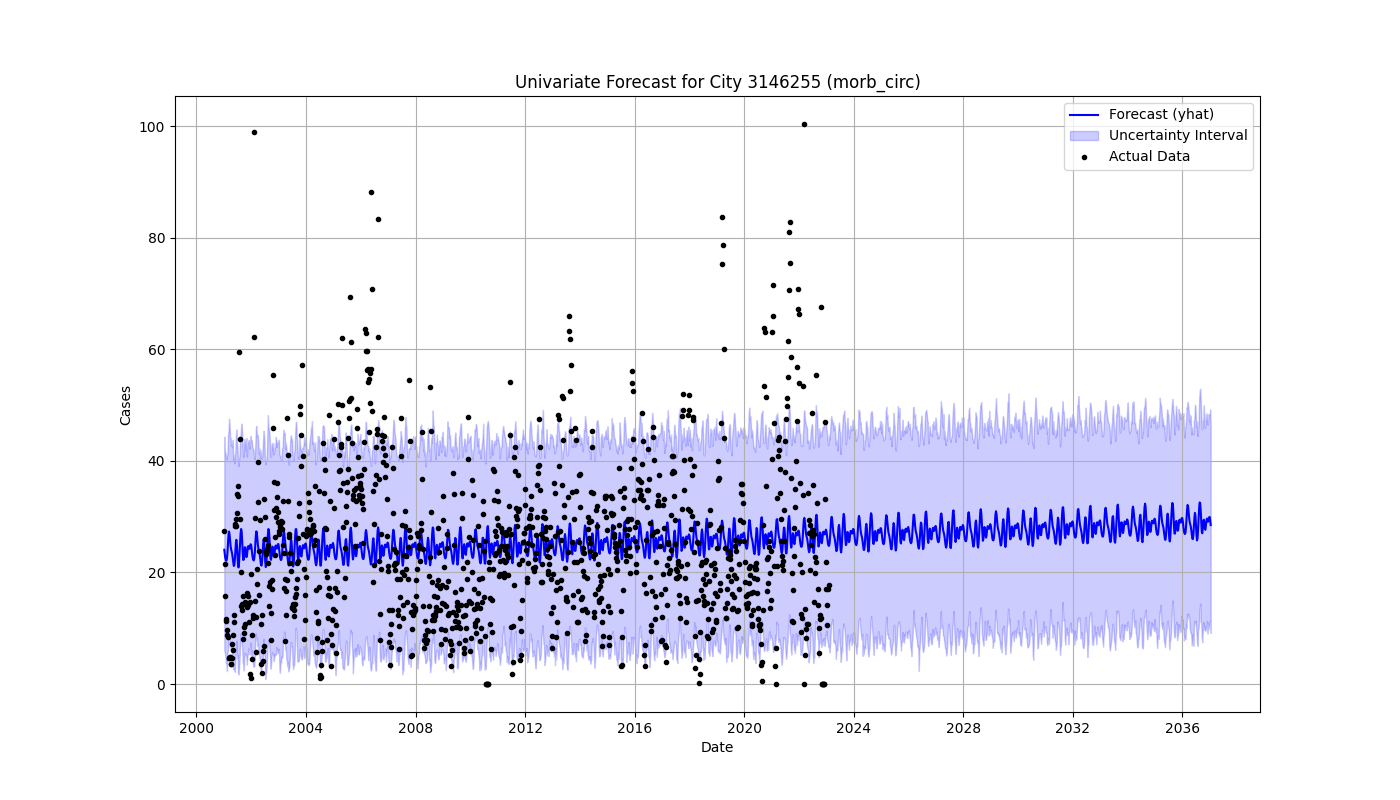 Univariate Forecast for City 3146255 (morb_circ)
Forecast (yhat)
Uncertainty Interval
Actual Data
Cases
100
80
60
40
20
0
2000 2004 2008 2012 2016 2020 2024 2028 2032 2036
Date